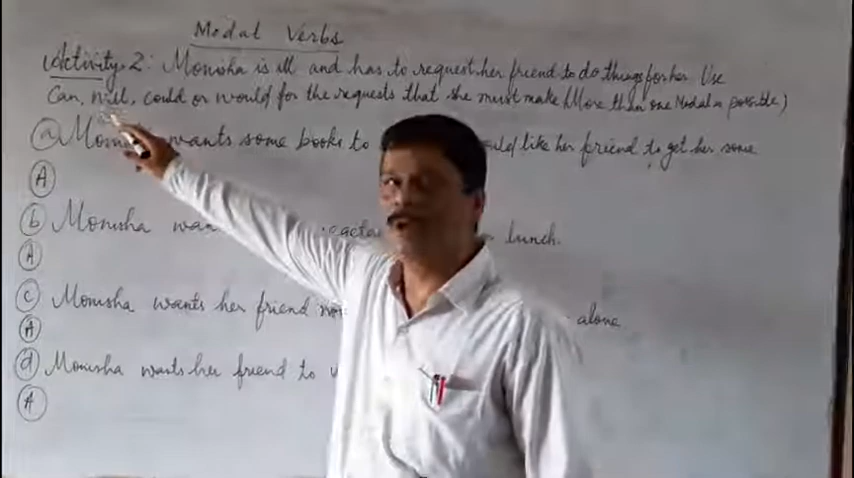 Modal Verbs
Activity-2: Monisha is ill and has to request her friend to do things for her Use
Can, will, could or would for the requests that she must make (More than one Modal is possible)
(a) wants some books to like her friend to get her some
(A)
(b) Monisha lunch.
(A)
(c) Monisha wants her friend alone
(A)
(d) Monisha wants her friend to
(A)